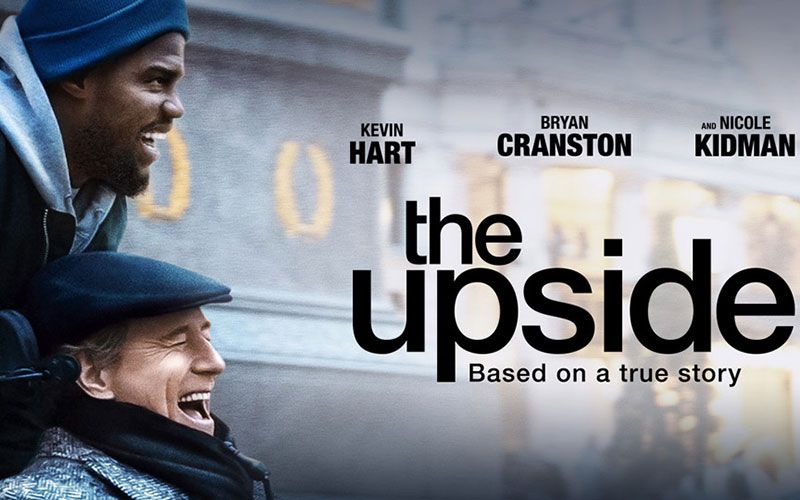 KEVIN
HART
BRYAN
CRANSTON
AND NICOLE
KIDMAN
the
upside
Based on a true story